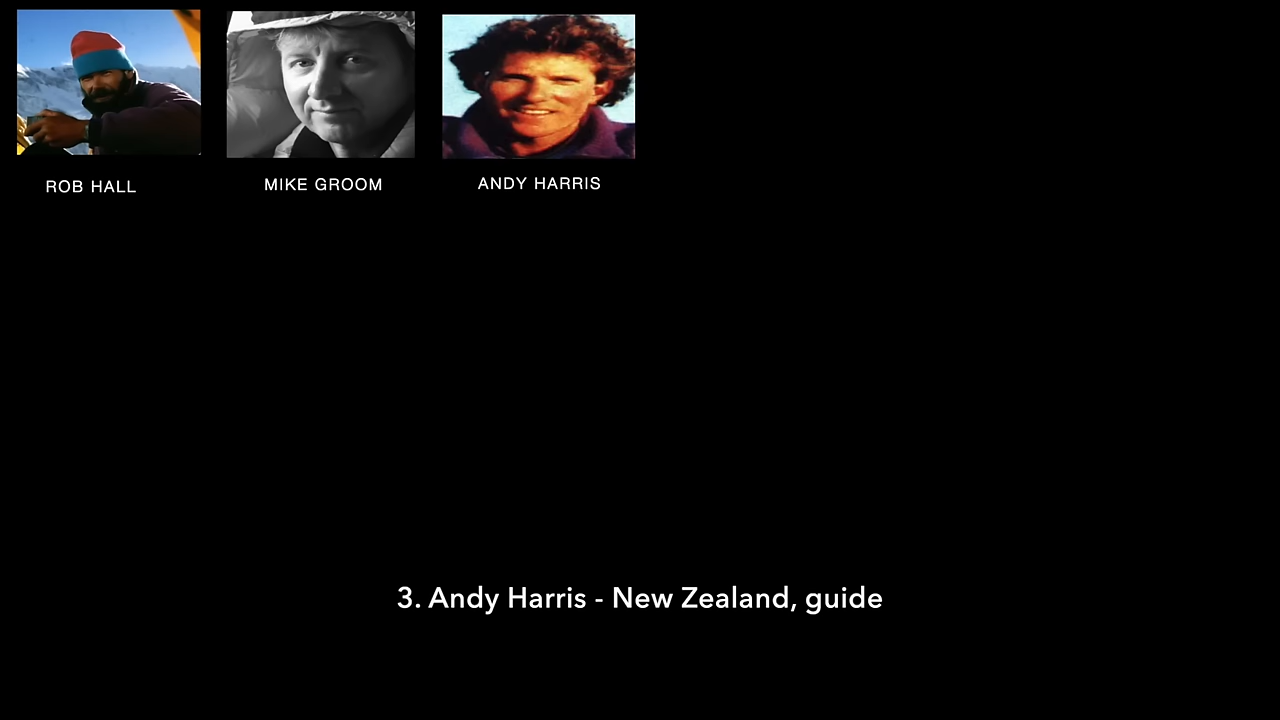 ROB HALL
MIKE GROOM
ANDY HARRIS
3. Andy Harris - New Zealand, guide